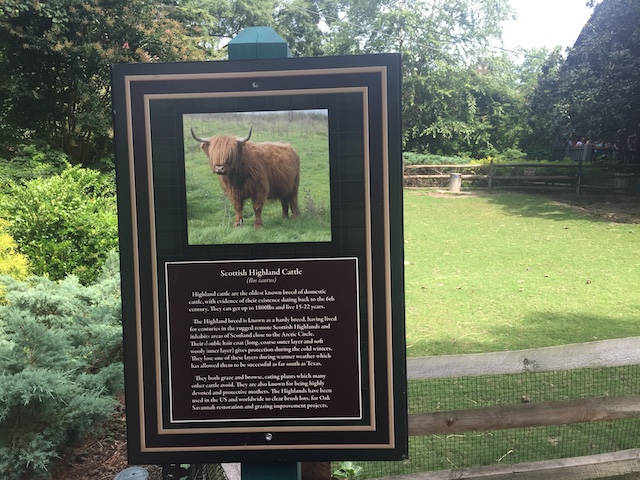 Scottish Highland Cattle
(Bos taurus)
Highland cattle are the oldest known breed of domestic
cattle, with evidence of their existence dating back to the 6th
century. They can get up to 1800lbs and live 15-22 years.
The Highland breed is known as a hardy breed, having lived
for centuries in the rugged remote Scottish Highlands and
inhabits areas of Scotland close to the Arctic Circle.
Their double hair coat (long, coarse outer layer and soft
wooly inner layer) gives protection during the cold winters.
They lose one of these layers during warmer weather which
has allowed them to be successful as far south as Texas.
They both graze and browse, eating plants which many
other cattle avoid. They are also known for being highly
devoted and protective mothers. The Highlands have been
used in the US and worldwide to clear brush lots, for Oak
Savannah restoration and grazing improvement projects.